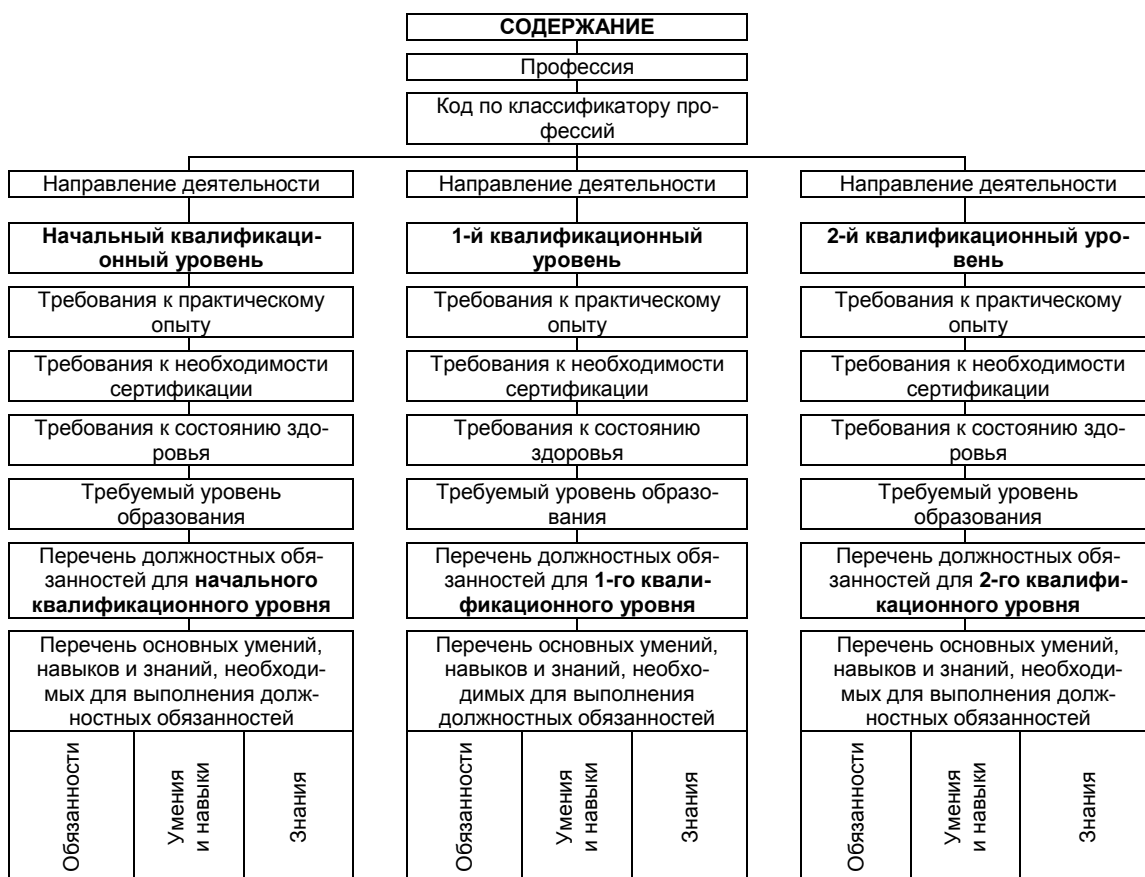 СОДЕРЖАНИЕ
Профессия
Код по классификатору про-
фессий
Направление деятельности
Начальный квалификаци-
онный уровень
Требования к практическому
опыту
Требования к необходимости
сертификации
Требования к состоянию здо-
ровья
Требуемый уровень
образования
Перечень должностных обя-
занностей для начального
квалификационного уровня
Перечень основных умений,
навыков и знаний, необходи-
мых для выполнения долж-
ностных обязанностей
Обязанности
Умения
и навыки
Знания
Направление деятельности
1-й квалификационный
уровень
Требования к практическому
опыту
Требования к необходимости
сертификации
Требования к состоянию
здоровья
Требуемый уровень образо-
вания
Перечень должностных обя-
занностей для 1-го квали-
фикационного уровня
Перечень основных умений,
навыков и знаний, необхо-
димых для выполнения
должностных обязанностей
Обязанности
Умения
и навыки
Знания
Направление деятельности
2-й квалификационный уро-
вень
Требования к практическому
опыту
Требования к необходимости
сертификации
Требования к состоянию здо-
ровья
Требуемый уровень
образования
Перечень должностных обя-
занностей для 2-го квалифи-
кационного уровня
Перечень основных умений,
навыков и знаний, необходи-
мых для выполнения долж-
ностных обязанностей
Обязанности
Умения
и навыки
Знания